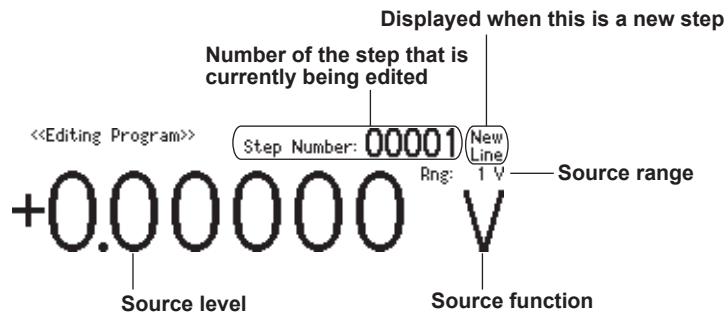 Displayed when this is a new step
Number of the step that is
currently being edited
<<Editing Program>>
Step Number: 00001
New
Line
Rng: 1 V
Source range
+0.00000 V
Source level
Source function